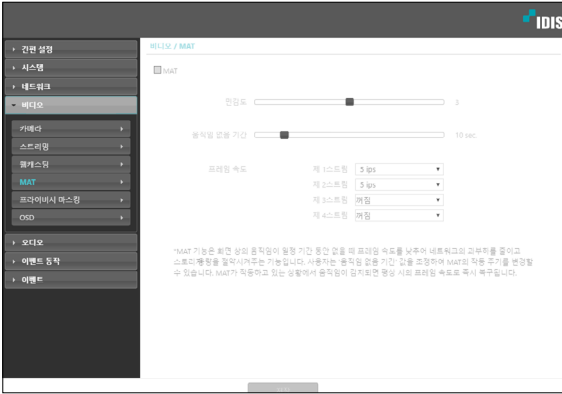 IDIS
간편 설정
시스템
네트워크
비디오
카메라
스트리밍
웹캐스팅
MAT
프라이버시 마스킹
OSD
오디오
이벤트 동작
이벤트
비디오 / MAT
MAT
민감도 5
움직임 없음 기간 10 sec.
프레임 속도 제 1스트림 5 ips
제 2스트림 5 ips
제 3스트림 꺼짐
제 4스트림 꺼짐
*MAT 기능은 화면 상의 움직임이 일정 기간 동안 없을 때 프레임 속도를 낮추어 네트워크의 과부하를 줄이고
스토리지 용량을 절약시켜주는 기능입니다. 사용자는 '움직임 없음 기간' 값을 조정하여 MAT의 작동 주기를 변경할
수 있습니다. MAT가 작동하고 있는 상황에서 움직임이 감지되면 평상 시의 프레임 속도로 즉시 복구됩니다.